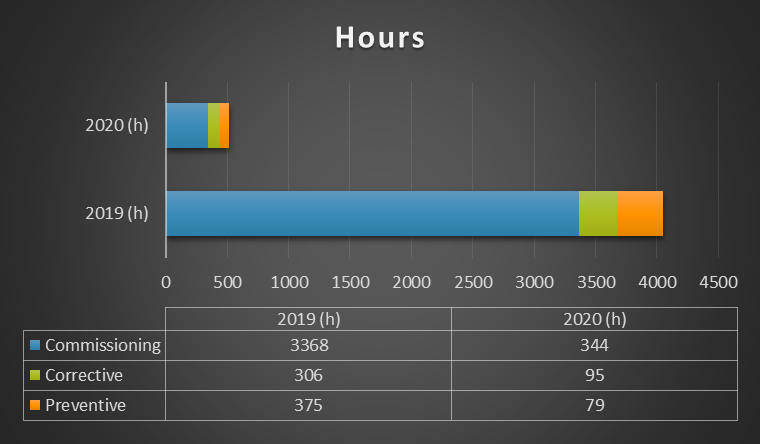 Hours
2020 (h)
2019 (h)
0 500 1000 1500 2000 2500 3000 3500 4000 4500
2019 (h) 2020 (h)
Commissioning 3368 344
Corrective 306 95
Preventive 375 79